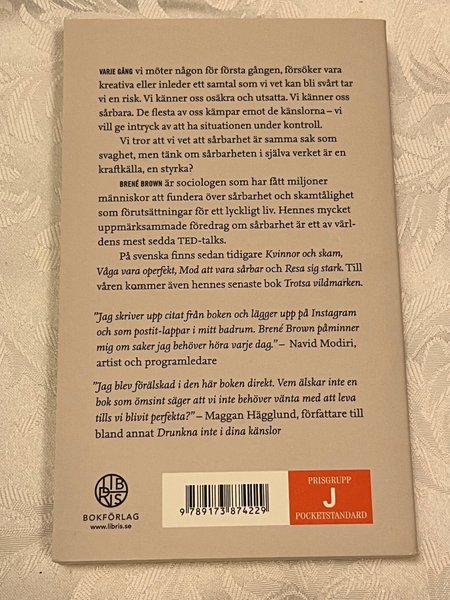 VARJE GÅNG vi möter någon för första gången, försöker vara
kreativa eller inleder ett samtal som vi vet kan bli svårt tar
vi en risk. Vi känner oss osäkra och utsatta. Vi känner oss
sårbara. De flesta av oss kämpar emot de känslorna – vi
vill ge intryck av att ha situationen under kontroll.
Vi tror att vi vet att sårbarhet är samma sak som
svaghet, men tänk om sårbarheten i själva verket är en
kraftkälla, en styrka?
BRENÉ BROWN är sociologen som har fått miljoner
människor att fundera över sårbarhet och skamtålighet
som förutsättningar för ett lyckligt liv. Hennes mycket
uppmärksammade föredrag om sårbarhet är ett av värl-
dens mest sedda TED-talks.
På svenska finns sedan tidigare Kvinnor och skam,
Våga vara operfekt, Mod att vara sårbar och Resa sig stark. Till
våren kommer även hennes senaste bok Trotsa vildmarken.
"Jag skriver upp citat från boken och lägger upp på Instagram
och som postit-lappar i mitt badrum. Brené Brown påminner
mig om saker jag behöver höra varje dag." – Navid Modiri,
artist och programledare
"Jag blev förälskad i den här boken direkt. Vem älskar inte en
bok som ömsint säger att vi inte behöver vänta med att leva
tills vi blivit perfekta?" – Maggan Hägglund, författare till
bland annat Drunkna inte i dina känslor
LIB
RIS
BOKFÖRLAG
www.libris.se
9 789173 874229
PRISGRUPP
J
POCKETSTANDARD